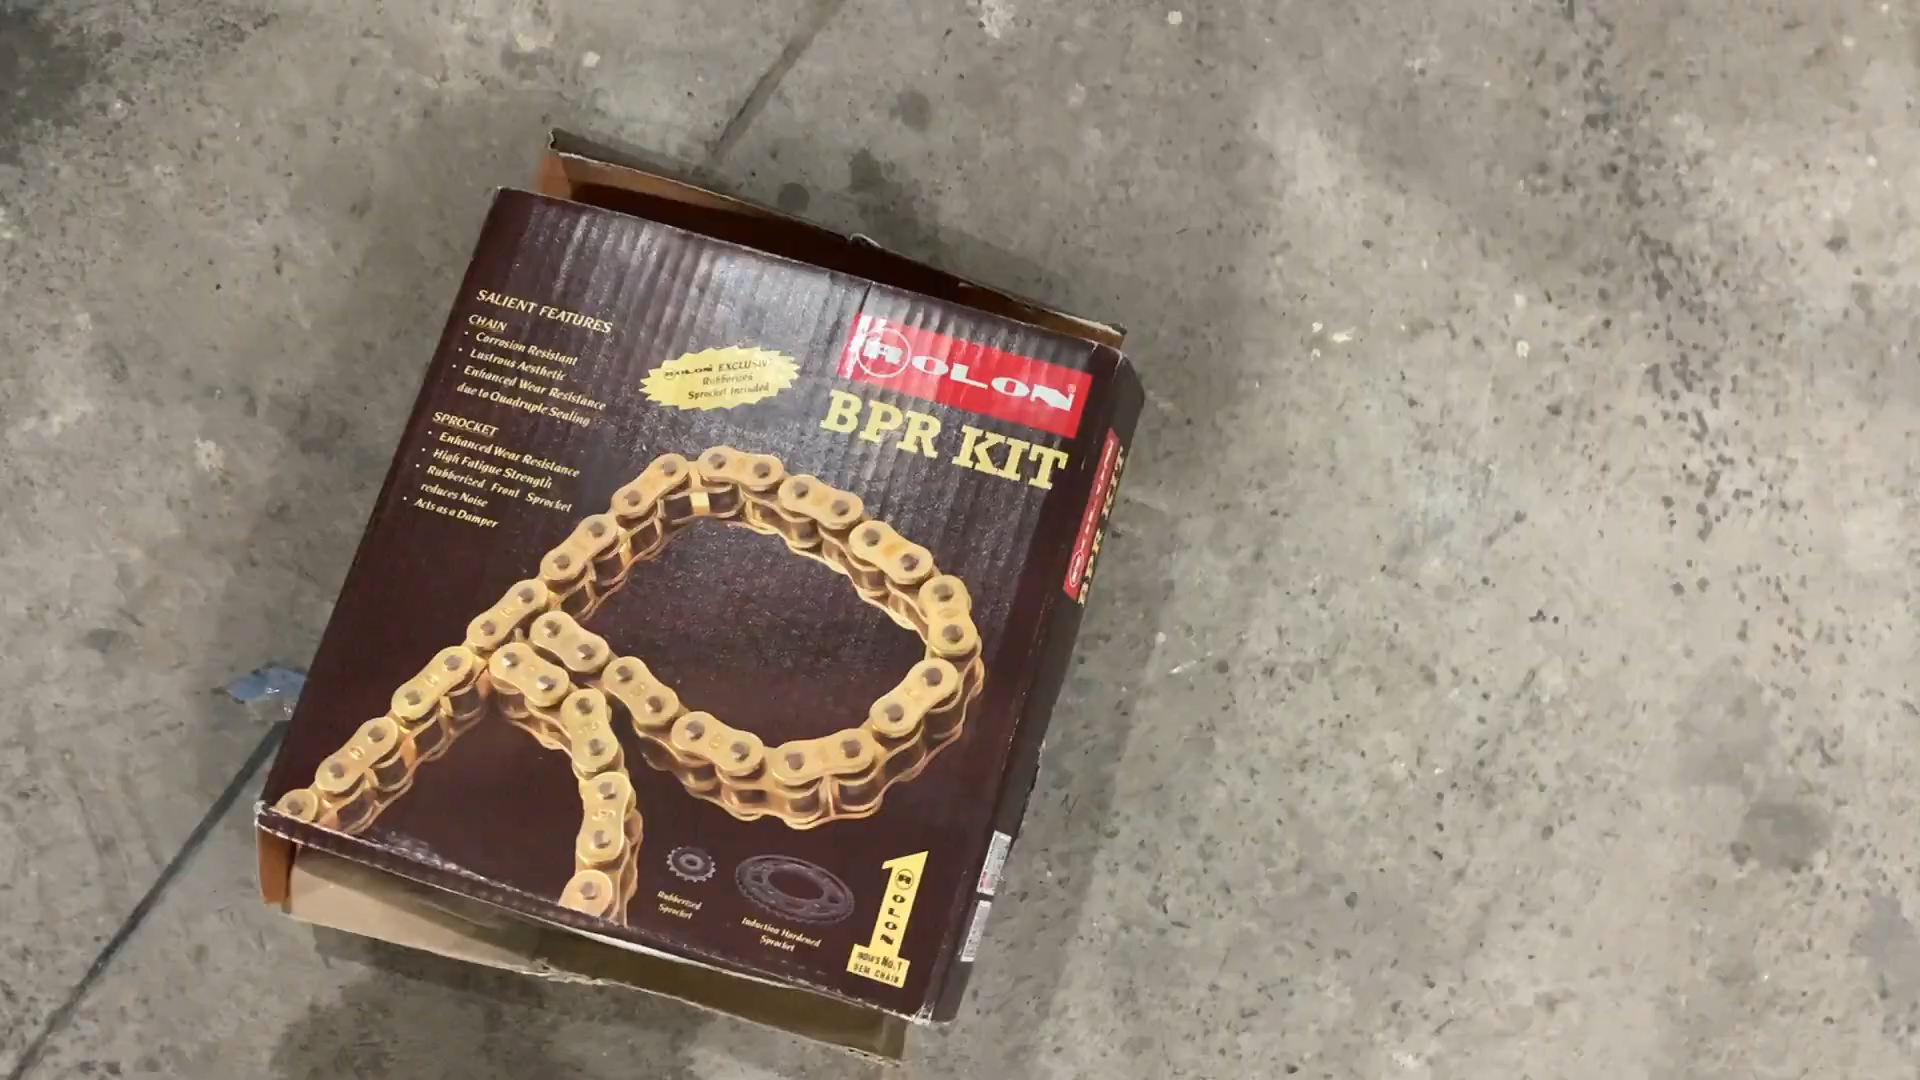 SALIENT FEATURES
CHAIN
• Corrosion Resistant
• Lustrous Aesthetic
• Enhanced Wear Resistance
due to Quadruple Sealing
SPROCKET
• Enhanced Wear Resistance
• High Fatigue Strength
• Rubberized Front Sprocket
reduces Noise
• Acts as a Damper
ROLON EXCLUSIVE
Rubberized
Sprocket Included
ROLON®
BPR KIT
BPR KIT
Rubberized
Sprocket
Induction Hardened
Sprocket
ROLON
INDIA'S No.1
OEM CHAIN